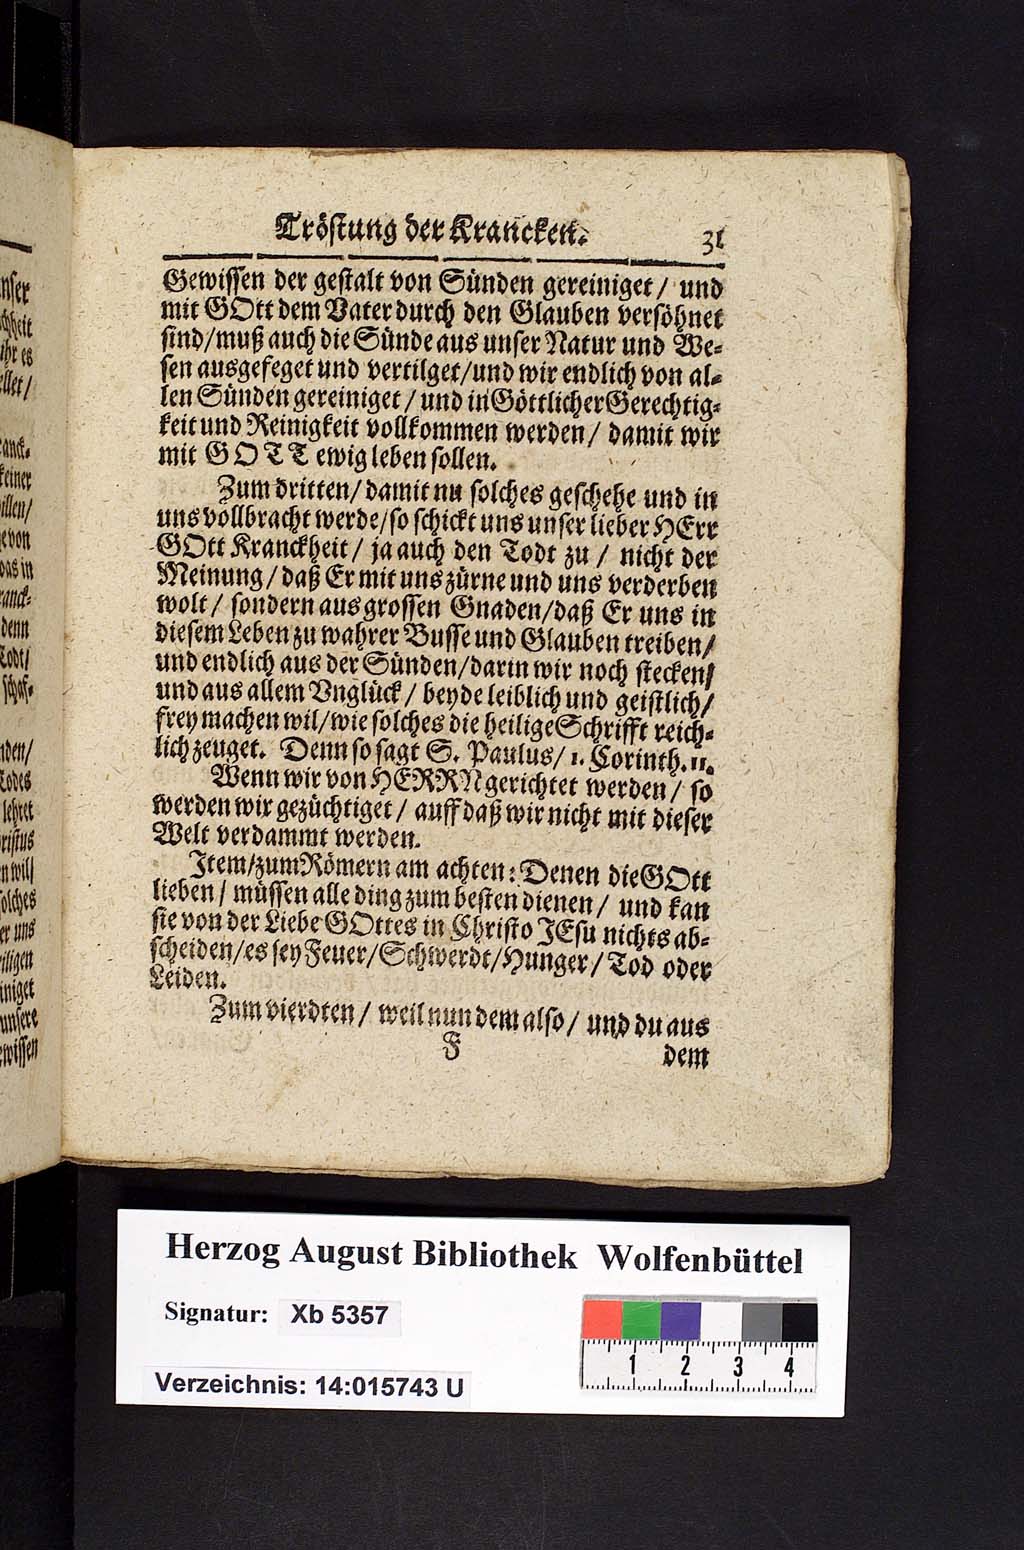 Tröstung der Krancken. 31
Gewissen der gestalt von Sünden gereiniget / und
mit GOtt dem Vater durch den Glauben versöhnet
sind/muß auch die Sünde aus unser Natur und We-
sen ausgefeget und vertilget/und wir endlich von al-
len Sünden gereiniget / und in Göttlicher Gerechtig-
keit und Reinigkeit vollkommen werden / damit wir
mit GOTT ewig leben sollen.
Zum dritten/damit nu solches geschehe und in
uns vollbracht werde/so schickt uns unser lieber HErr
GOtt Kranckheit / ja auch den Todt zu / nicht der
Meinung/daß Er mit uns zürne und uns verderben
wolt / sondern aus grossen Gnaden/daß Er uns in
diesem Leben zu wahrer Busse und Glauben treiben/
und endlich aus der Sünden/darin wir noch stecken/
und aus allem Vnglück / beyde leiblich und geistlich/
frey machen wil/wie solches die heilige Schrifft reich-
lich zeuget. Denn so sagt S. Paulus/ 1. Corinth. 11.
Wenn wir von HERRN gerichtet werden / so
werden wir gezüchtiget / auff daß wir nicht mit dieser
Welt verdammt werden.
Item/zum Römern am achten: Denen die GOtt
lieben / müssen alle ding zum besten dienen / und kan
sie von der Liebe GOttes in Christo JEsu nichts ab-
scheiden/es sey Feuer/Schwerdt/Hunger/Tod oder
Leiden.
Zum vierdten / weil nun dem also / und du aus
F dem
Herzog August Bibliothek Wolfenbüttel
Signatur: Xb 5357
Verzeichnis: 14:015743 U
1 2 3 4